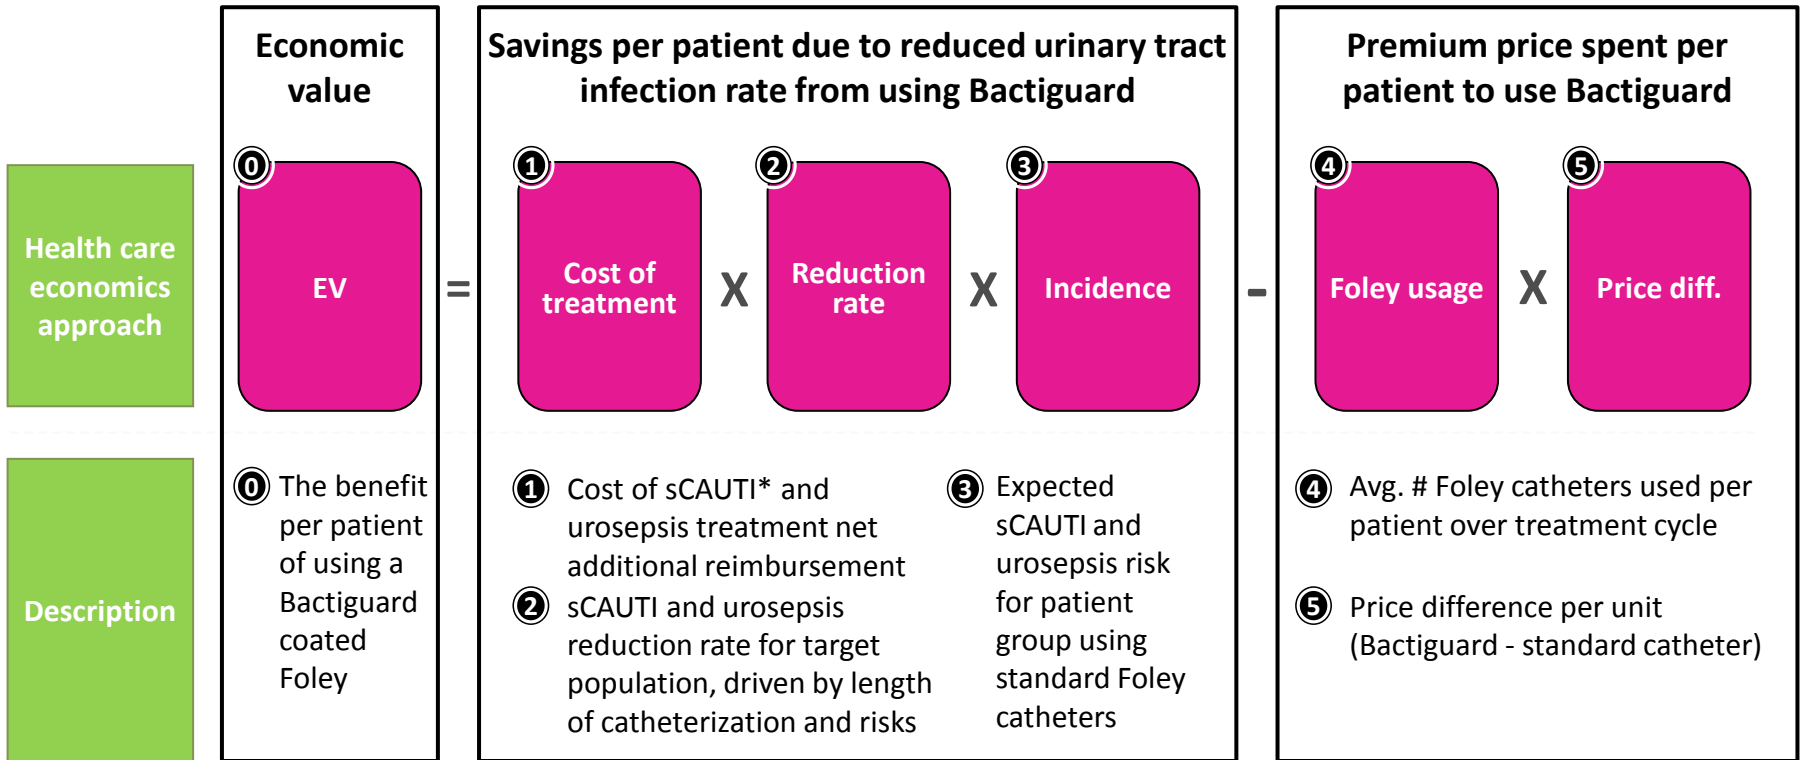 Economic
value
Savings per patient due to reduced urinary tract
infection rate from using Bactiguard
Premium price spent per
patient to use Bactiguard
Health care
economics
approach
0
EV
=
1
Cost of
treatment
X
2
Reduction
rate
X
3
Incidence
-
4
Foley usage
X
5
Price diff.
Description
0 The benefit
per patient
of using a
Bactiguard
coated
Foley
1 Cost of sCAUTI* and
urosepsis treatment net
additional reimbursement
2 sCAUTI and urosepsis
reduction rate for target
population, driven by length
of catheterization and risks
3 Expected
sCAUTI and
urosepsis risk
for patient
group using
standard Foley
catheters
4 Avg. # Foley catheters used per
patient over treatment cycle
5 Price difference per unit
(Bactiguard - standard catheter)